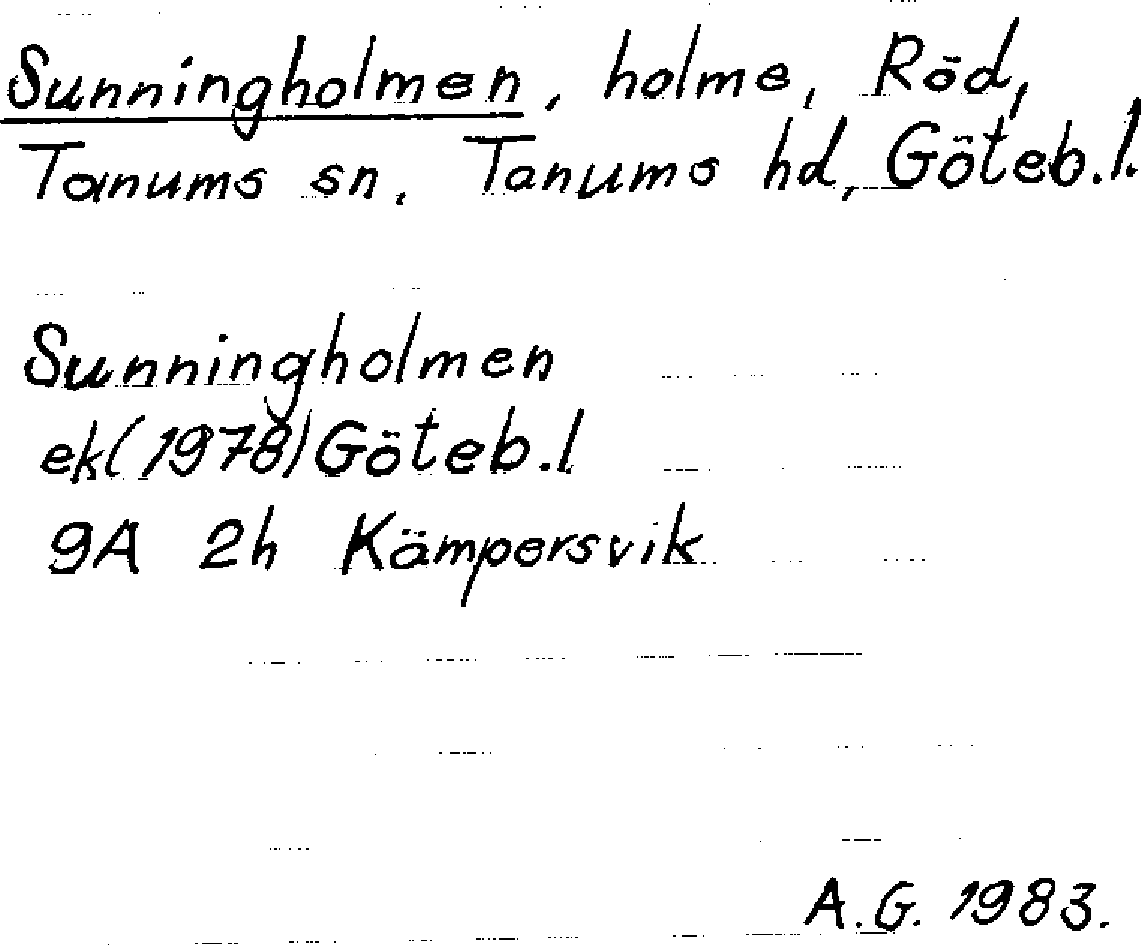 Sunningholmen, holme, Röd,
Tanums sn, Tanums hd, Göteb.l.
Sunningholmen
ek(1978)Göteb.l
9A 2h Kämpersvik
A.G. 1983.